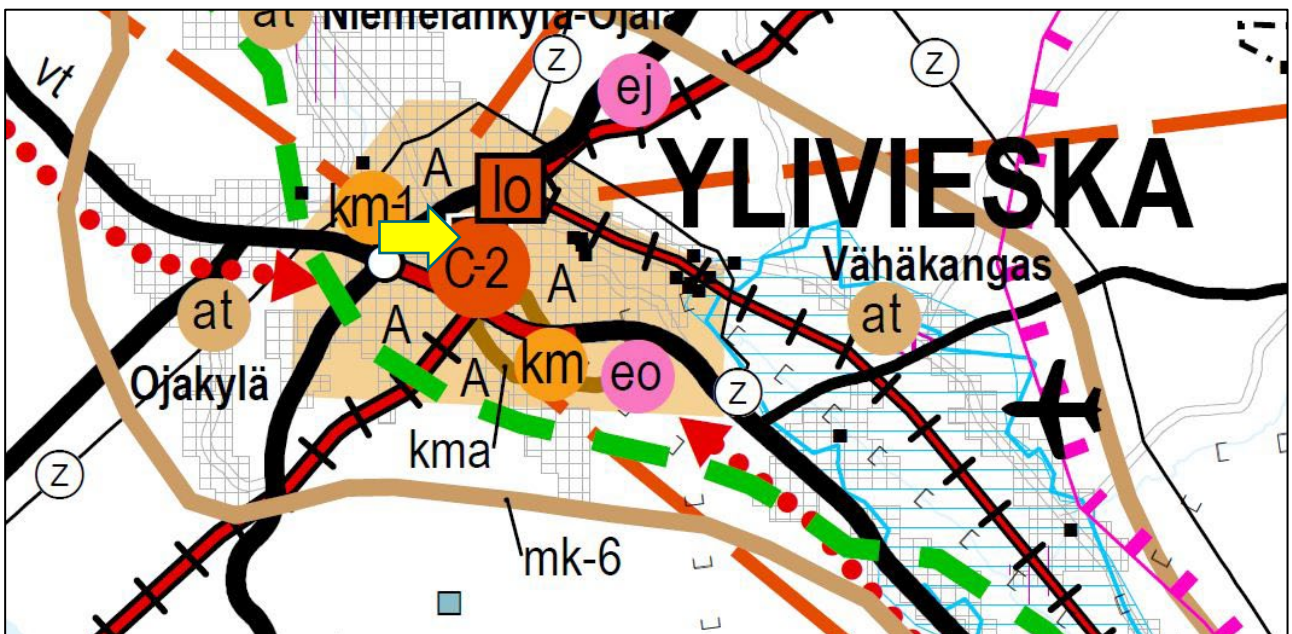 at Niemelänkylä-Ojala
vt
z
z
ej
YLIVIESKA
A
lo
km-1
C-2
Vähäkangas
A
at
at
A
km
eo
Ojakylä
A
z
kma
z
mk-6